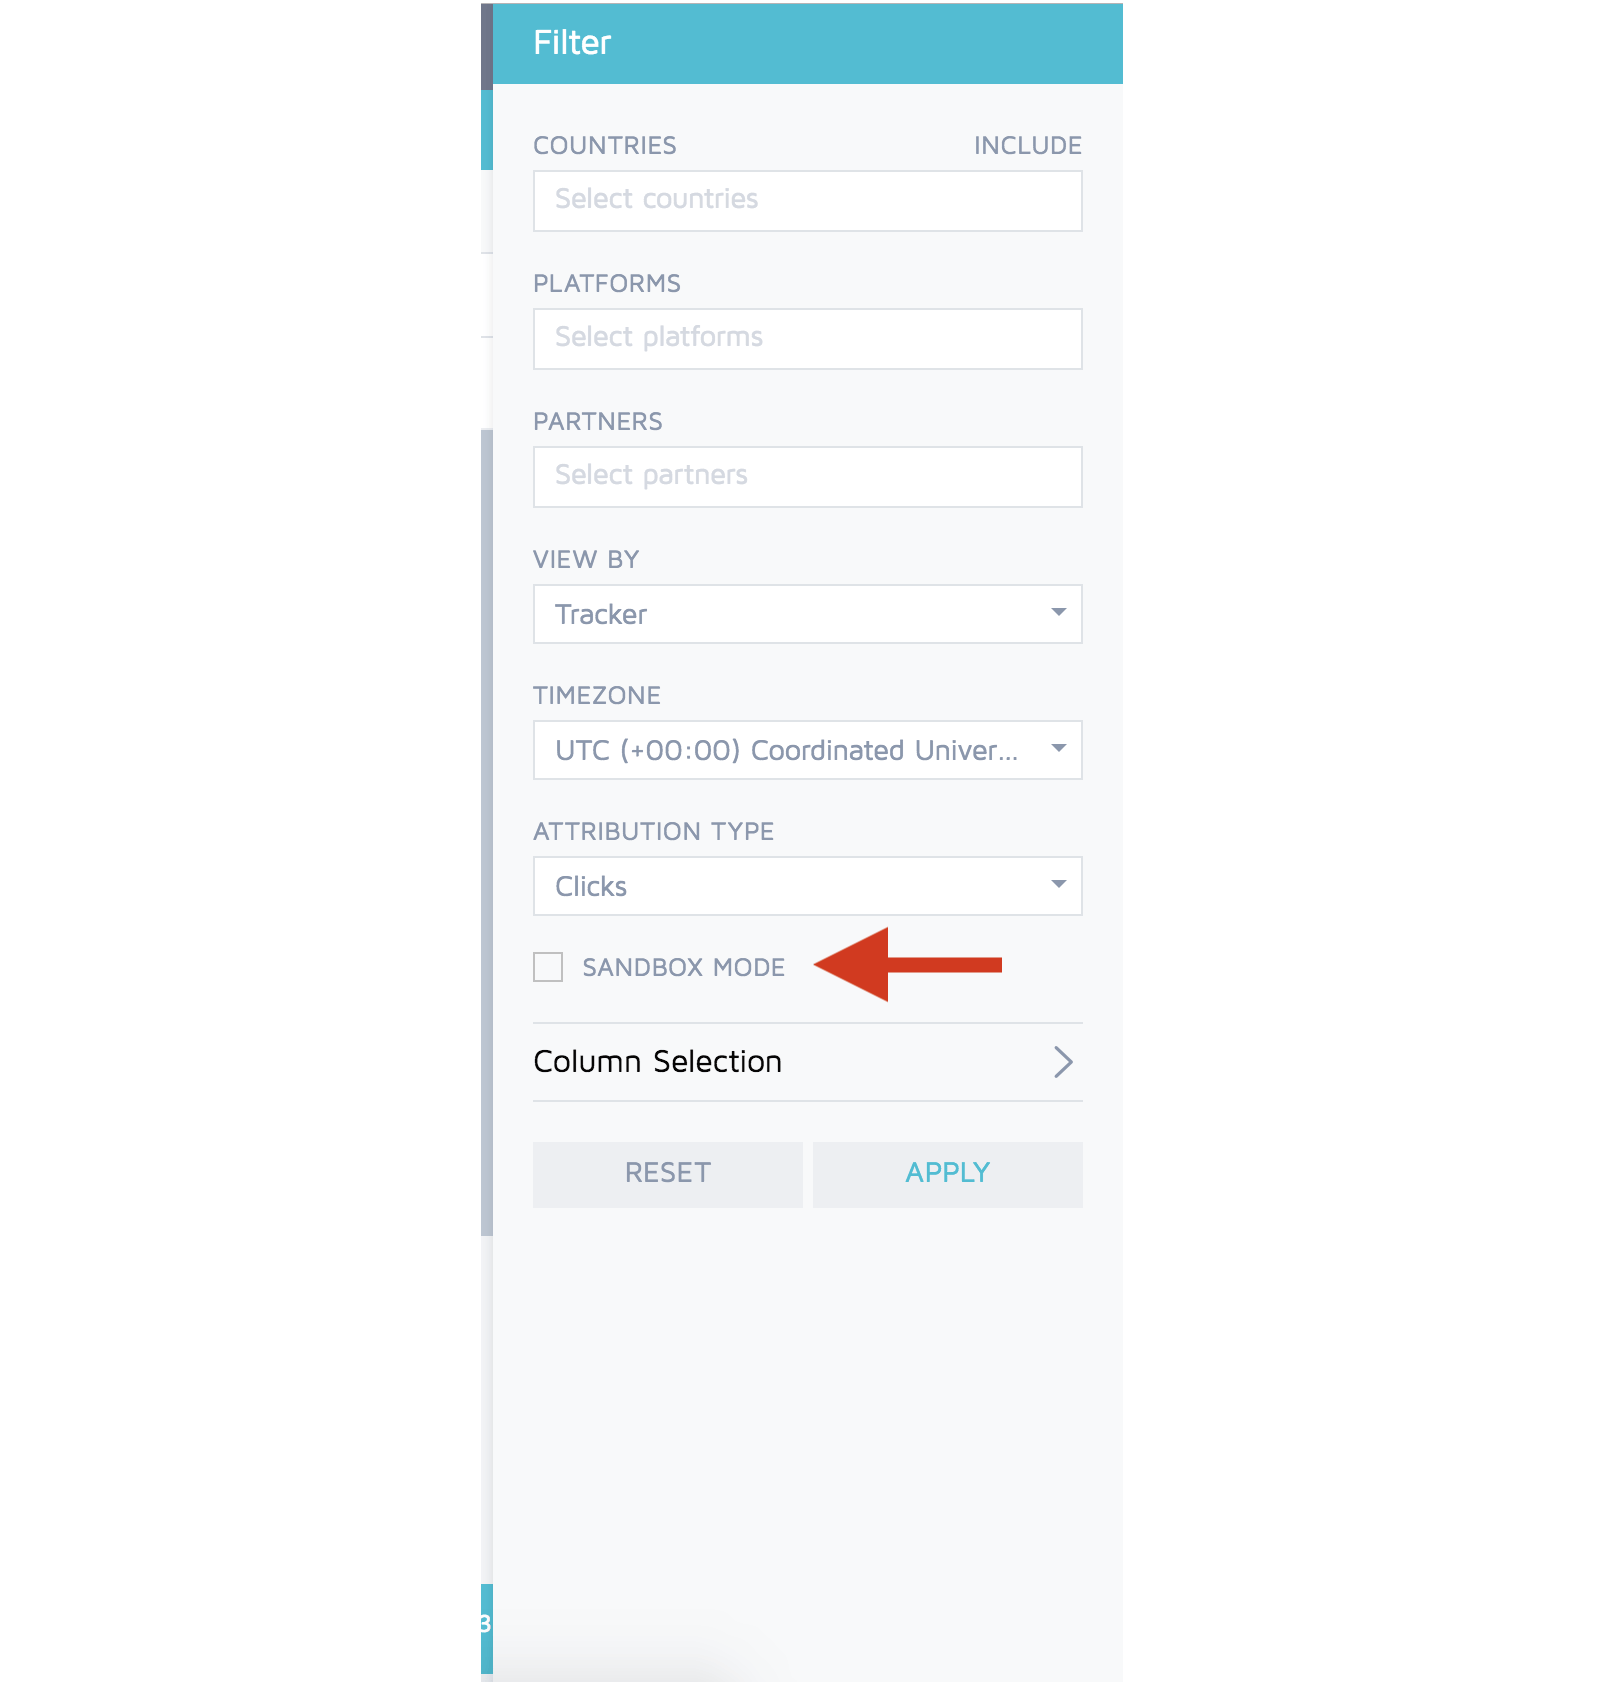 Filter
COUNTRIES INCLUDE
Select countries
PLATFORMS
Select platforms
PARTNERS
Select partners
VIEW BY
Tracker
TIMEZONE
UTC (+00:00) Coordinated Univer...
ATTRIBUTION TYPE
Clicks
SANDBOX MODE
Column Selection
RESET APPLY
3